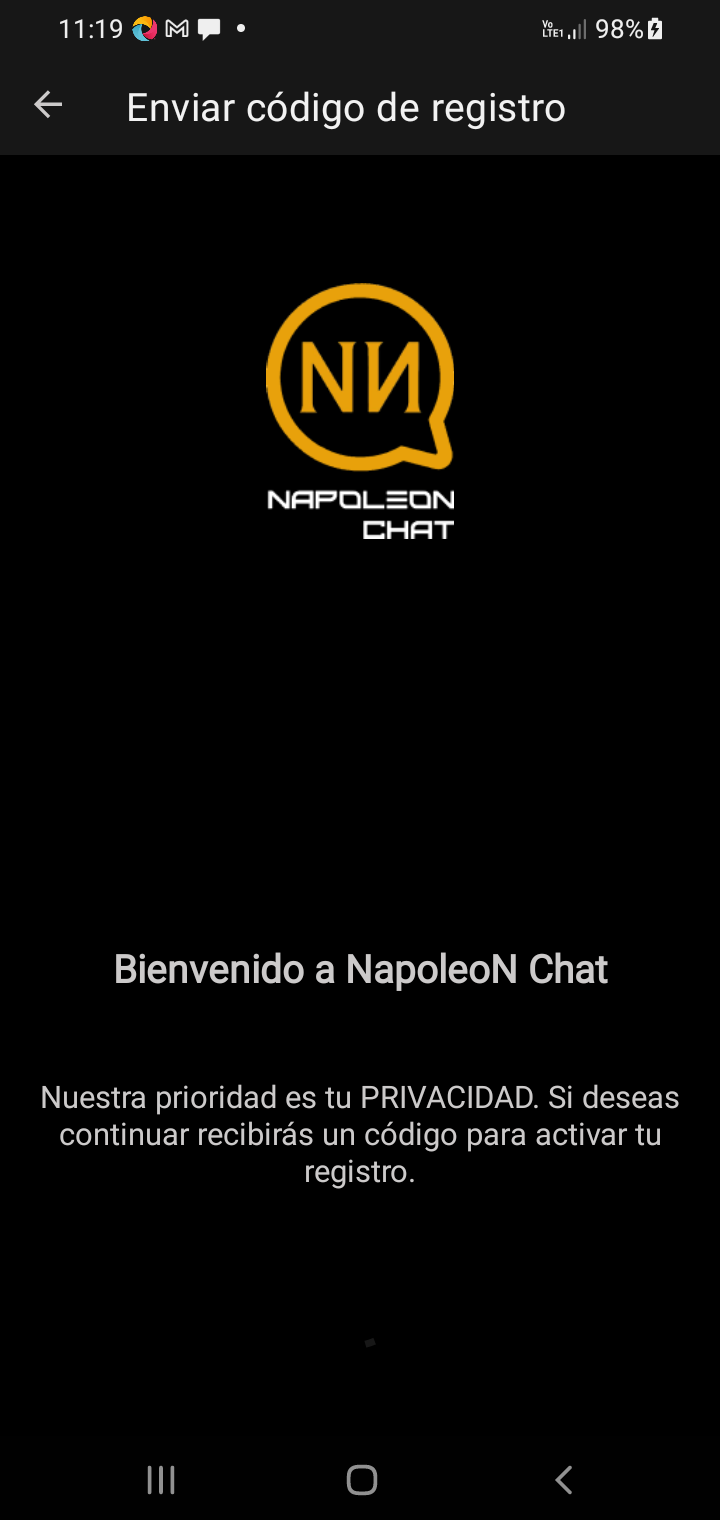 11:19
Vo LTE1 98%
Enviar código de registro
NИ
NAPOLEON
CHAT
Bienvenido a NapoleoN Chat
Nuestra prioridad es tu PRIVACIDAD. Si deseas
continuar recibirás un código para activar tu
registro.